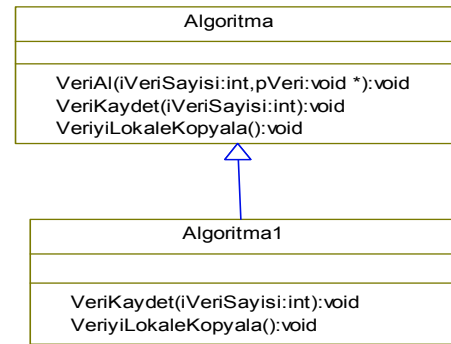 Algoritma
VeriAl(iVeriSayisi:int,pVeri:void *):void
VeriKaydet(iVeriSayisi:int):void
VeriyiLokaleKopyala():void
Algoritma1
VeriKaydet(iVeriSayisi:int):void
VeriyiLokaleKopyala():void